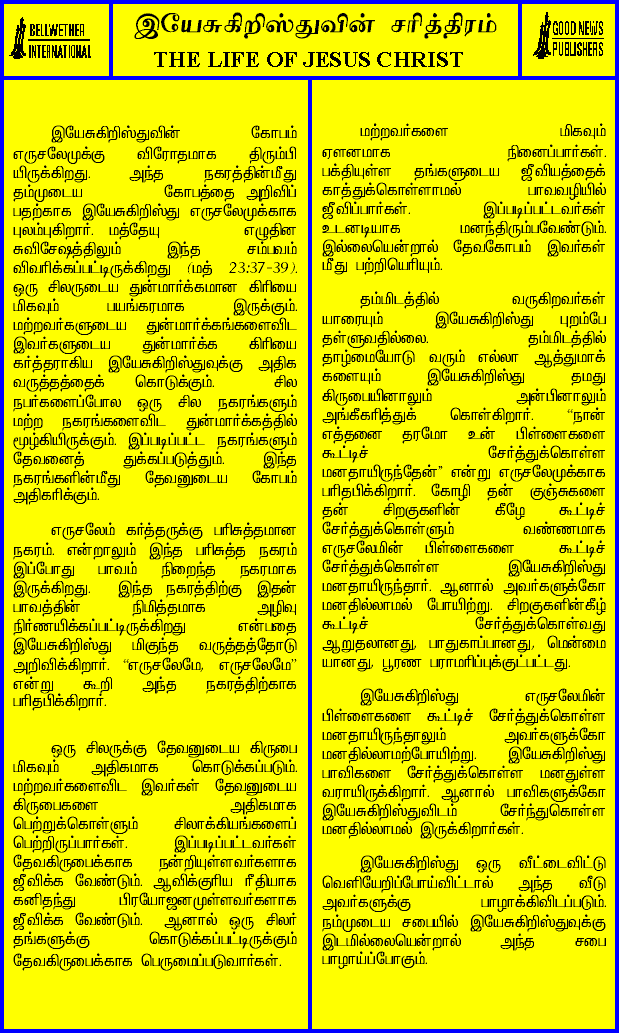 BELLWETHER
INTERNATIONAL
இயேசுகிறிஸ்துவின் சரித்திரம்
THE LIFE OF JESUS CHRIST
GOOD NEWS
PUBLISHERS
இயேசுகிறிஸ்துவின் கோபம்
எருசலேமுக்கு விரோதமாக திரும்பி
யிருக்கிறது. அந்த நகரத்தின்மீது
தம்முடைய கோபத்தை அறிவிப்
பதற்காக இயேசுகிறிஸ்து எருசலேமுக்காக
புலம்புகிறார். மத்தேயு எழுதின
சுவிசேஷத்திலும் இந்த சம்பவம்
விவரிக்கப்பட்டிருக்கிறது (மத் 23:37-39).
ஒரு சிலருடைய துன்மார்க்கமான கிரியை
மிகவும் பயங்கரமாக இருக்கும்.
மற்றவர்களுடைய துன்மார்க்கங்களைவிட
இவர்களுடைய துன்மார்க்க கிரியை
கர்த்தராகிய இயேசுகிறிஸ்துவுக்கு அதிக
வருத்தத்தைக் கொடுக்கும். சில
நபர்களைப்போல ஒரு சில நகரங்களும்
மற்ற நகரங்களைவிட துன்மார்க்கத்தில்
மூழ்கியிருக்கும். இப்படிப்பட்ட நகரங்களும்
தேவனைத் துக்கப்படுத்தும். இந்த
நகரங்களின்மீது தேவனுடைய கோபம்
அதிகரிக்கும்.
எருசலேம் கர்த்தருக்கு பரிசுத்தமான
நகரம். என்றாலும் இந்த பரிசுத்த நகரம்
இப்போது பாவம் நிறைந்த நகரமாக
இருக்கிறது. இந்த நகரத்திற்கு இதன்
பாவத்தின் நிமித்தமாக அழிவு
நிர்ணயிக்கப்பட்டிருக்கிறது என்பதை
இயேசுகிறிஸ்து மிகுந்த வருத்தத்தோடு
அறிவிக்கிறார். “எருசலேமே, எருசலேமே”
என்று கூறி அந்த நகரத்திற்காக
பரிதபிக்கிறார்.
ஒரு சிலருக்கு தேவனுடைய கிருபை
மிகவும் அதிகமாக கொடுக்கப்படும்.
மற்றவர்களைவிட இவர்கள் தேவனுடைய
கிருபைகளை அதிகமாக
பெற்றுக்கொள்ளும் சிலாக்கியங்களைப்
பெற்றிருப்பார்கள். இப்படிப்பட்டவர்கள்
தேவகிருபைக்காக நன்றியுள்ளவர்களாக
ஜீவிக்க வேண்டும். ஆவிக்குரிய ரீதியாக
கனிதந்து பிரயோஜனமுள்ளவர்களாக
ஜீவிக்க வேண்டும். ஆனால் ஒரு சிலர்
தங்களுக்கு கொடுக்கப்பட்டிருக்கும்
தேவகிருபைக்காக பெருமைப்படுவார்கள்.
மற்றவர்களை மிகவும்
ஏளனமாக நினைப்பார்கள்.
பக்தியுள்ள தங்களுடைய ஜீவியத்தைக்
காத்துக்கொள்ளாமல் பாவவழியில்
ஜீவிப்பார்கள். இப்படிப்பட்டவர்கள்
உடனடியாக மனந்திரும்பவேண்டும்.
இல்லையென்றால் தேவகோபம் இவர்கள்
மீது பற்றியெரியும்.
தம்மிடத்தில் வருகிறவர்கள்
யாரையும் இயேசுகிறிஸ்து புறம்பே
தள்ளுவதில்லை. தம்மிடத்தில்
தாழ்மையோடு வரும் எல்லா ஆத்துமாக்
களையும் இயேசுகிறிஸ்து தமது
கிருபையினாலும் அன்பினாலும்
அங்கீகரித்துக் கொள்கிறார். “நான்
எத்தனை தரமோ உன் பிள்ளைகளை
கூட்டிச் சேர்த்துக்கொள்ள
மனதாயிருந்தேன்” என்று எருசலேமுக்காக
பரிதபிக்கிறார். கோழி தன் குஞ்சுகளை
தன் சிறகுகளின் கீழே கூட்டிச்
சேர்த்துக்கொள்ளும் வண்ணமாக
எருசலேமின் பிள்ளைகளை கூட்டிச்
சேர்த்துக்கொள்ள இயேசுகிறிஸ்து
மனதாயிருந்தார். ஆனால் அவர்களுக்கோ
மனதில்லாமல் போயிற்று. சிறகுகளின்கீழ்
கூட்டிச் சேர்த்துக்கொள்வது
ஆறுதலானது, பாதுகாப்பானது, மென்மை
யானது, பூரண பராமரிப்புக்குட்பட்டது.
இயேசுகிறிஸ்து எருசலேமின்
பிள்ளைகளை கூட்டிச் சேர்த்துக்கொள்ள
மனதாயிருந்தாலும் அவர்களுக்கோ
மனதில்லாமற்போயிற்று. இயேசுகிறிஸ்து
பாவிகளை சேர்த்துக்கொள்ள மனதுள்ள
வராயிருக்கிறார். ஆனால் பாவிகளுக்கோ
இயேசுகிறிஸ்துவிடம் சேர்ந்துகொள்ள
மனதில்லாமல் இருக்கிறார்கள்.
இயேசுகிறிஸ்து ஒரு வீட்டைவிட்டு
வெளியேறிப்போய்விட்டால் அந்த வீடு
அவர்களுக்கு பாழாக்கிவிடப்படும்.
நம்முடைய சபையில் இயேசுகிறிஸ்துவுக்கு
இடமில்லையென்றால் அந்த சபை
பாழாய்ப்போகும்.